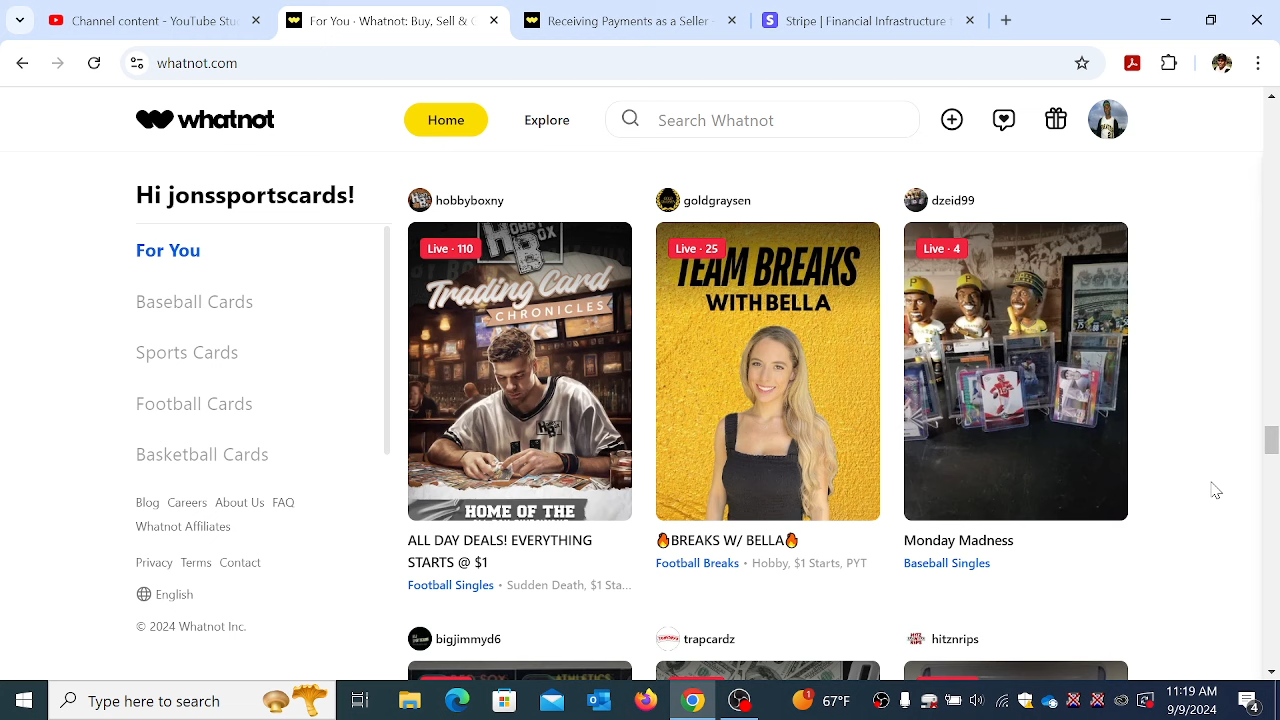 Content - YouTube Stu
For You · Whatnot: Buy, Sell & G
Receiving Payments as a Seller
Stripe | Financial Infrastructure
whatnot.com
whatnot
Home
Explore
Search Whatnot
Hi jonssportscards!
For You
Baseball Cards
Sports Cards
Football Cards
Basketball Cards
Blog Careers About Us FAQ
Whatnot Affiliates
Privacy Terms Contact
English
© 2024 Whatnot Inc.
hobbyboxny
Live · 110
HOBBY BOX
HB
Trading Card
CHRONICLES
HB
HOME OF THE
ALL DAY DEALS! EVERYTHING
STARTS @ $1
Football Singles • Sudden Death, $1 Sta...
goldgraysen
Live · 25
TEAM BREAKS
WITH BELLA
🔥BREAKS W/ BELLA🔥
Football Breaks • Hobby, $1 Starts, PYT
dzeid99
Live · 4
Monday Madness
Baseball Singles
bigjimmyd6
trapcardz
hitznrips
Type here to search
67°F
11:19 AM
9/9/2024